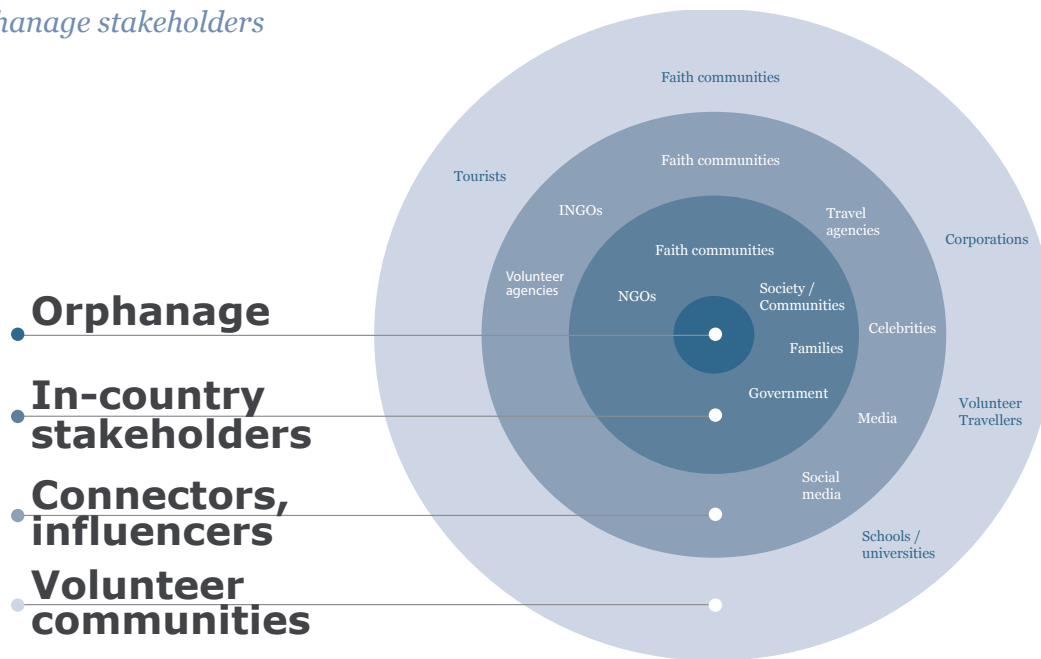 hanage stakeholders
Faith communities
Faith communities
Tourists
INGOs
Travel
agencies
Faith communities
Corporations
Volunteer
agencies
NGOs
Society /
Communities
Orphanage
Celebrities
Families
In-country
stakeholders
Government
Volunteer
Travellers
Media
Connectors,
influencers
Social
media
Schools /
universities
Volunteer
communities